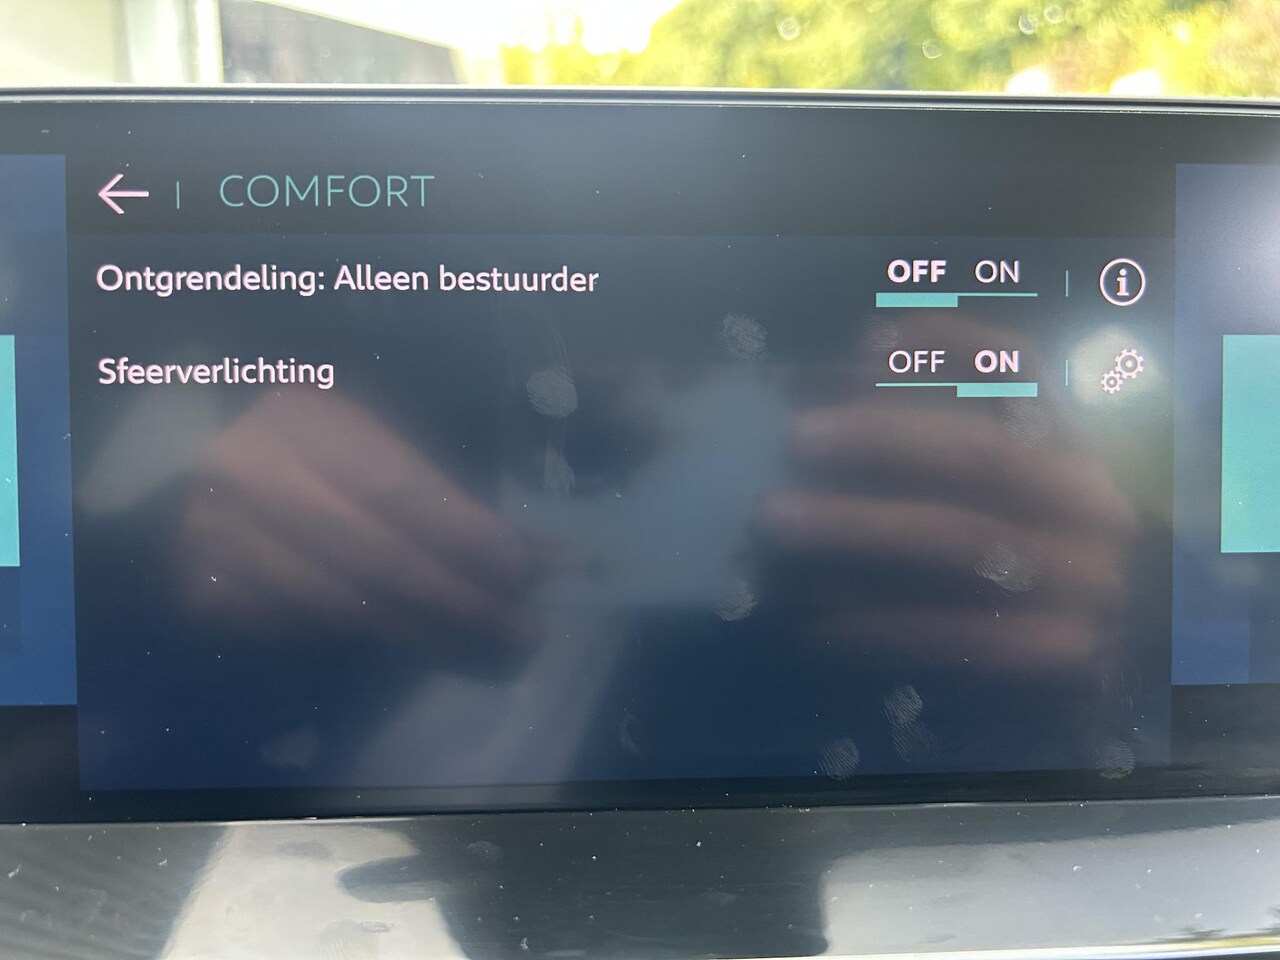 COMFORT
Ontgrendeling: Alleen bestuurder OFF ON i
Sfeerverlichting OFF ON